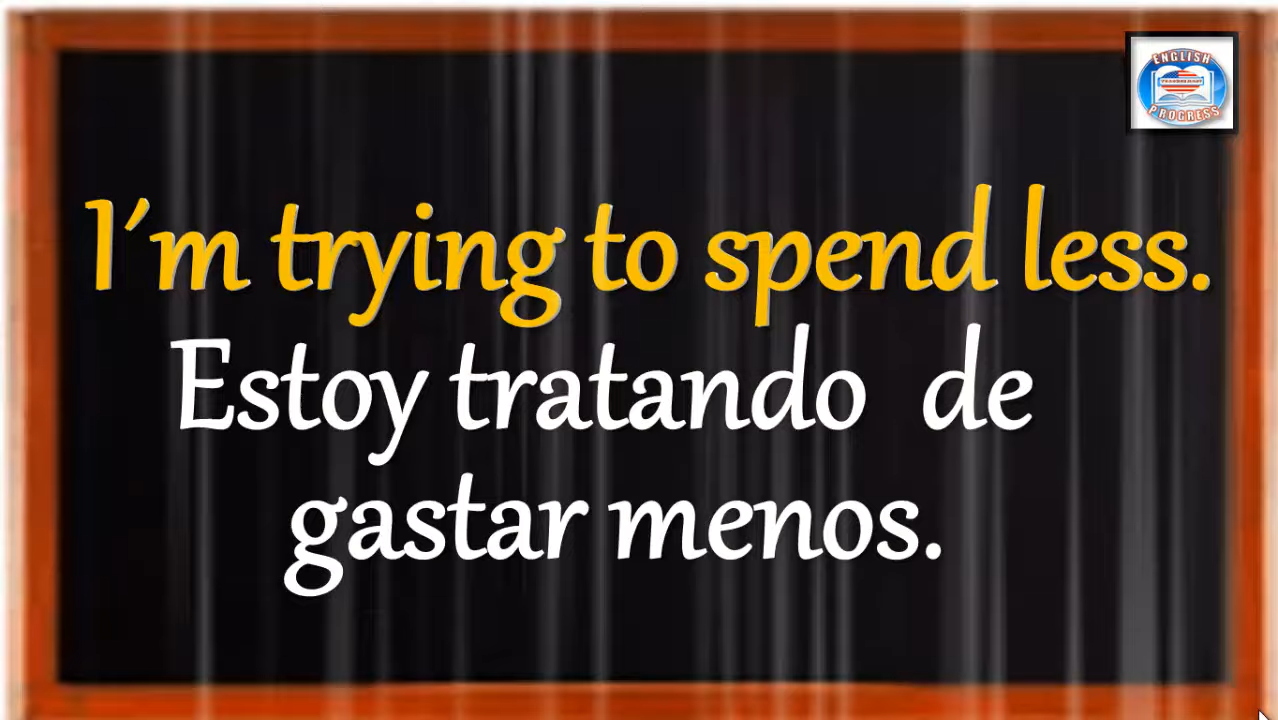 ENGLISH
PROGRESS
I´m trying to spend less.
Estoy tratando de
gastar menos.